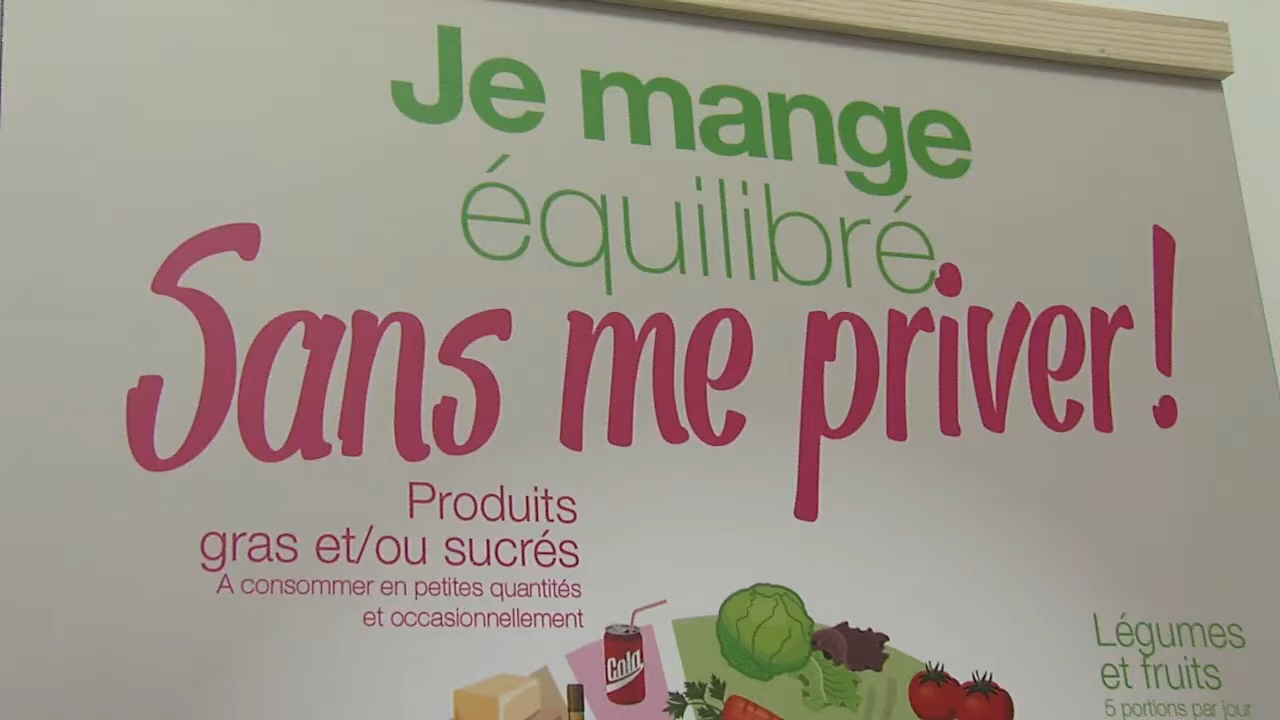 Je mange
équilibré
Sans me priver!
Produits
gras et/ou sucrés
A consommer en petites quantités
et occasionnellement
Cola
Légumes
et fruits
5 portions par jour